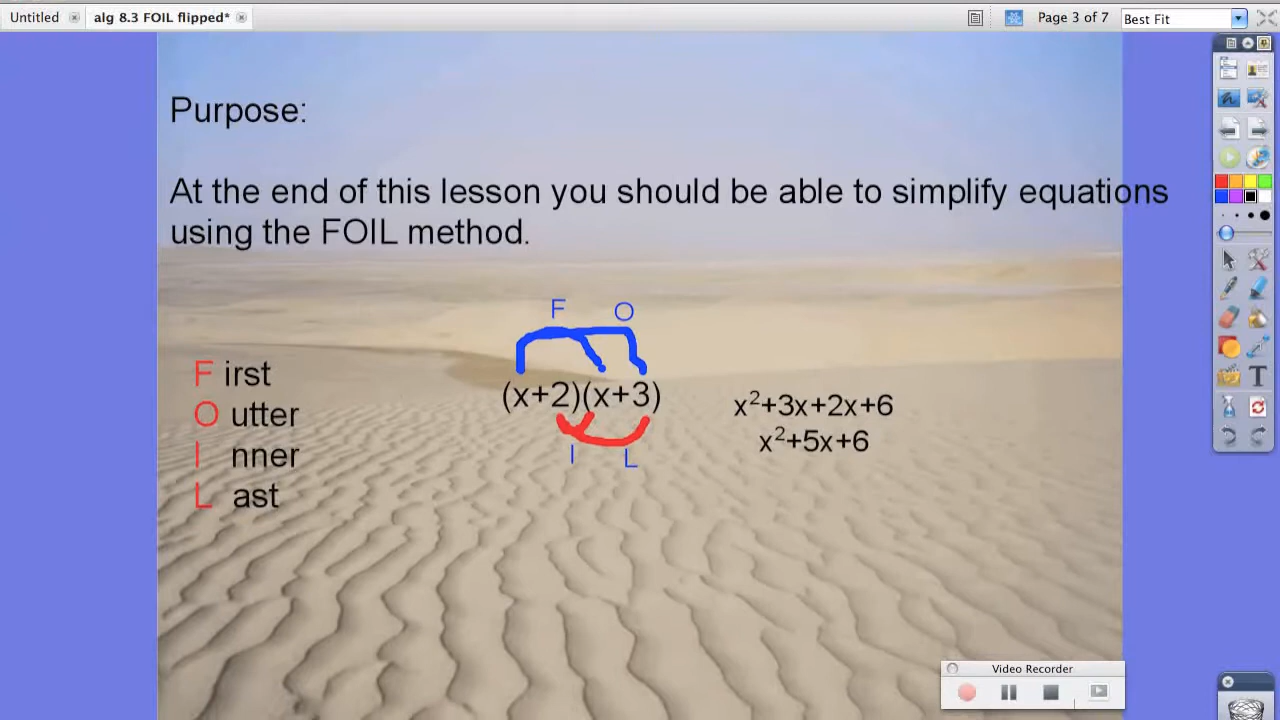 Untitled
alg 8.3 FOIL flipped*
Page 3 of 7
Best Fit
Purpose:
At the end of this lesson you should be able to simplify equations
using the FOIL method.
F O
F irst
O utter
I nner
L ast
(x+2)(x+3)
I L
x²+3x+2x+6
x²+5x+6
T
Video Recorder